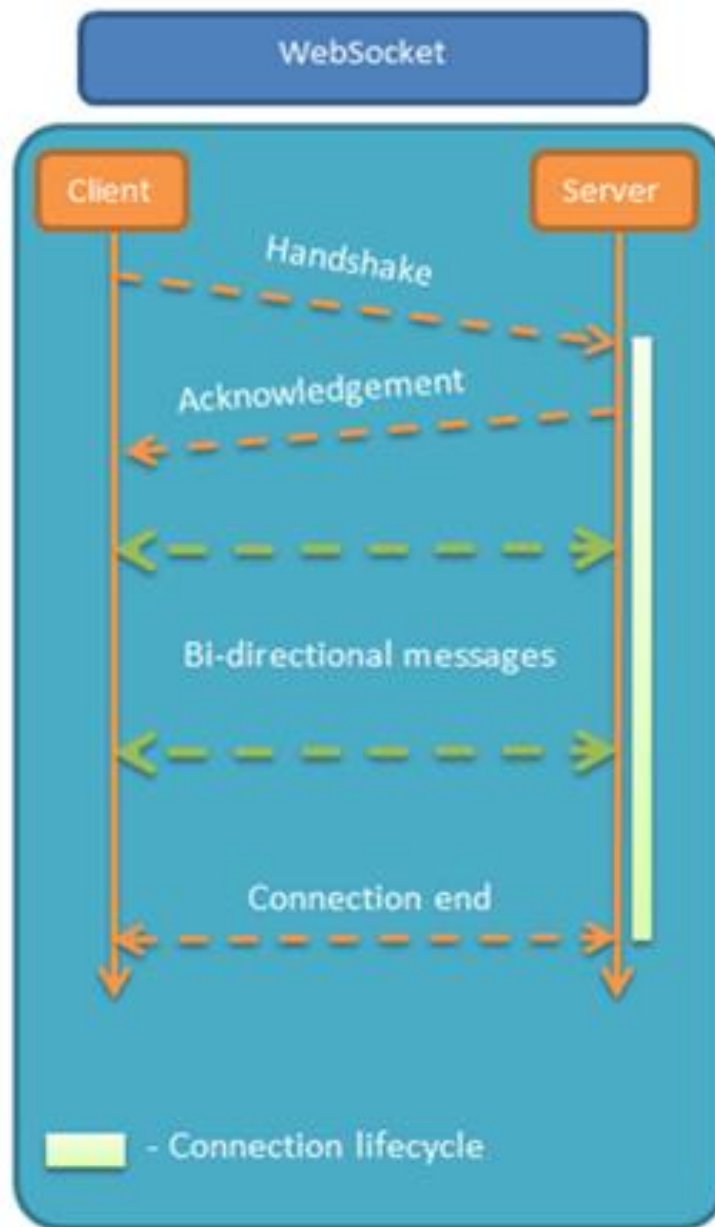 WebSocket
Client
Server
Handshake
Acknowledgement
Bi-directional messages
Connection end
- Connection lifecycle